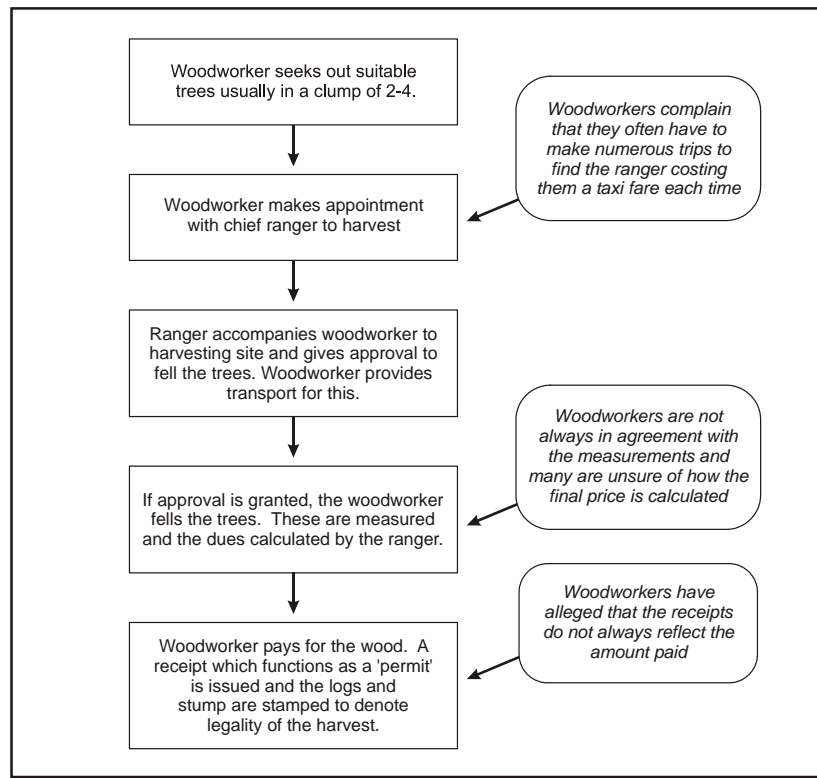 Woodworker seeks out suitable
trees usually in a clump of 2-4.
Woodworkers complain
that they often have to
make numerous trips to
find the ranger costing
them a taxi fare each time
Woodworker makes appointment
with chief ranger to harvest
Ranger accompanies woodworker to
harvesting site and gives approval to
fell the trees. Woodworker provides
transport for this.
Woodworkers are not
always in agreement with
the measurements and
many are unsure of how the
final price is calculated
If approval is granted, the woodworker
fells the trees.  These are measured
and the dues calculated by the ranger.
Woodworkers have
alleged that the receipts
do not always reflect the
amount paid
Woodworker pays for the wood.  A
receipt which functions as a 'permit'
is issued and the logs and
stump are stamped to denote
legality of the harvest.